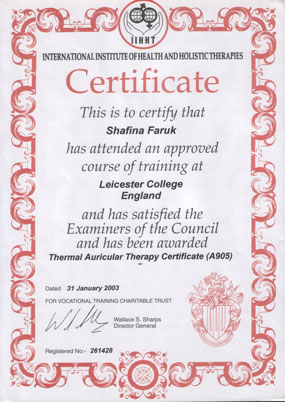 IIHHT
INTERNATIONAL INSTITUTE OF HEALTH AND HOLISTIC THERAPIES
Certificate
This is to certify that
Shafina Faruk
has attended an approved
course of training at
Leicester College
England
and has satisfied the
Examiners of the Council
and has been awarded
Thermal Auricular Therapy Certificate (A905)
Dated 31 January 2003
FOR VOCATIONAL TRAINING CHARITABLE TRUST
Wallace S. Sharps
Director General
Registered No:- 261428